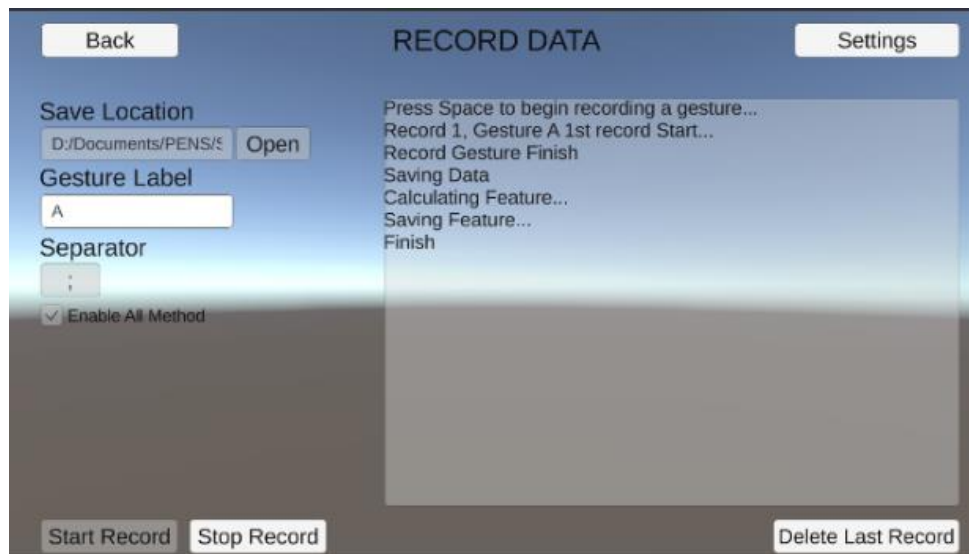 Back
RECORD DATA
Settings
Save Location
D:/Documents/PENS/S
Open
Gesture Label
A
Separator
;
Enable All Method
Press Space to begin recording a gesture...
Record 1, Gesture A 1st record Start...
Record Gesture Finish
Saving Data
Calculating Feature...
Saving Feature...
Finish
Start Record
Stop Record
Delete Last Record